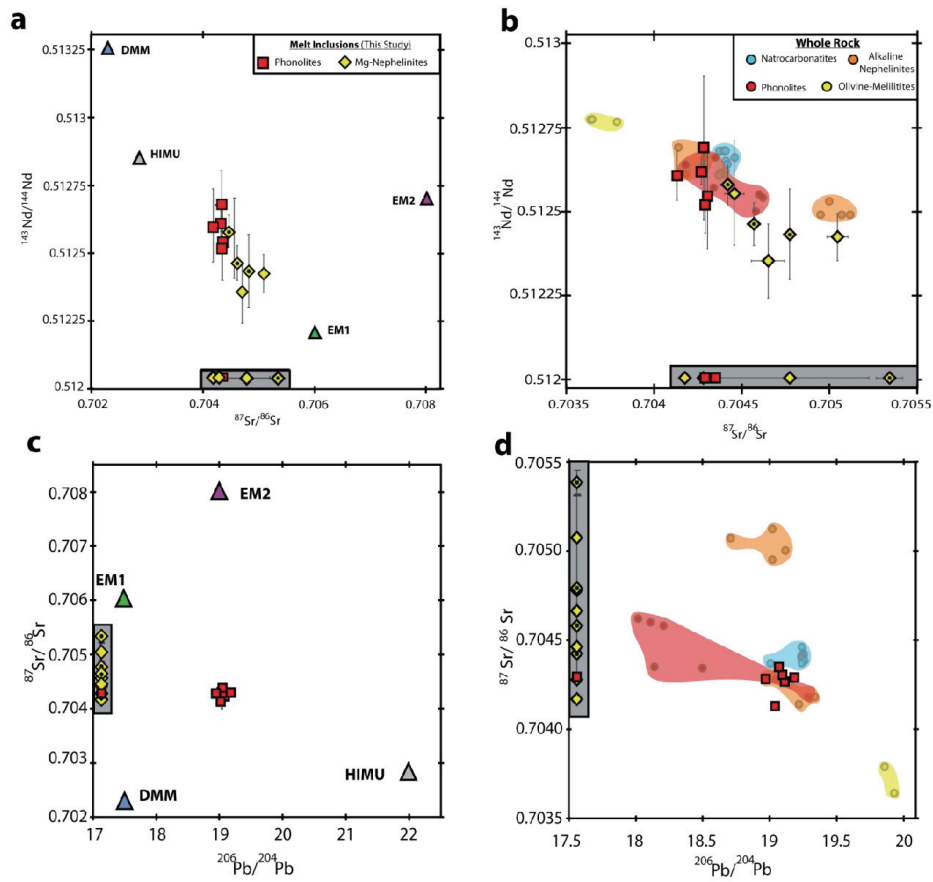 a
0.51325
0.513
0.51275
0.5125
0.51225
0.512
¹⁴³Nd/¹⁴⁴Nd
DMM
HIMU
EM2
EM1
Melt Inclusions (This Study)
Phonolites
Mg-Nephelinites
0.702
0.704
0.706
0.708
⁸⁷Sr/⁸⁶Sr
b
0.513
0.51275
0.5125
0.51225
0.512
¹⁴³Nd/¹⁴⁴Nd
Whole Rock
Natrocarbonatites
Alkaline
Nephelinites
Phonolites
Olivine-Melilitites
0.7035
0.704
0.7045
0.705
0.7055
⁸⁷Sr/⁸⁶Sr
c
0.708
0.707
0.706
0.705
0.704
0.703
0.702
⁸⁷Sr/⁸⁶Sr
EM2
EM1
HIMU
DMM
17
18
19
20
21
22
²⁰⁶Pb/²⁰⁴Pb
d
0.7055
0.7050
0.7045
0.7040
0.7035
⁸⁷Sr/⁸⁶Sr
17.5
18
18.5
19
19.5
20
²⁰⁶Pb/²⁰⁴Pb